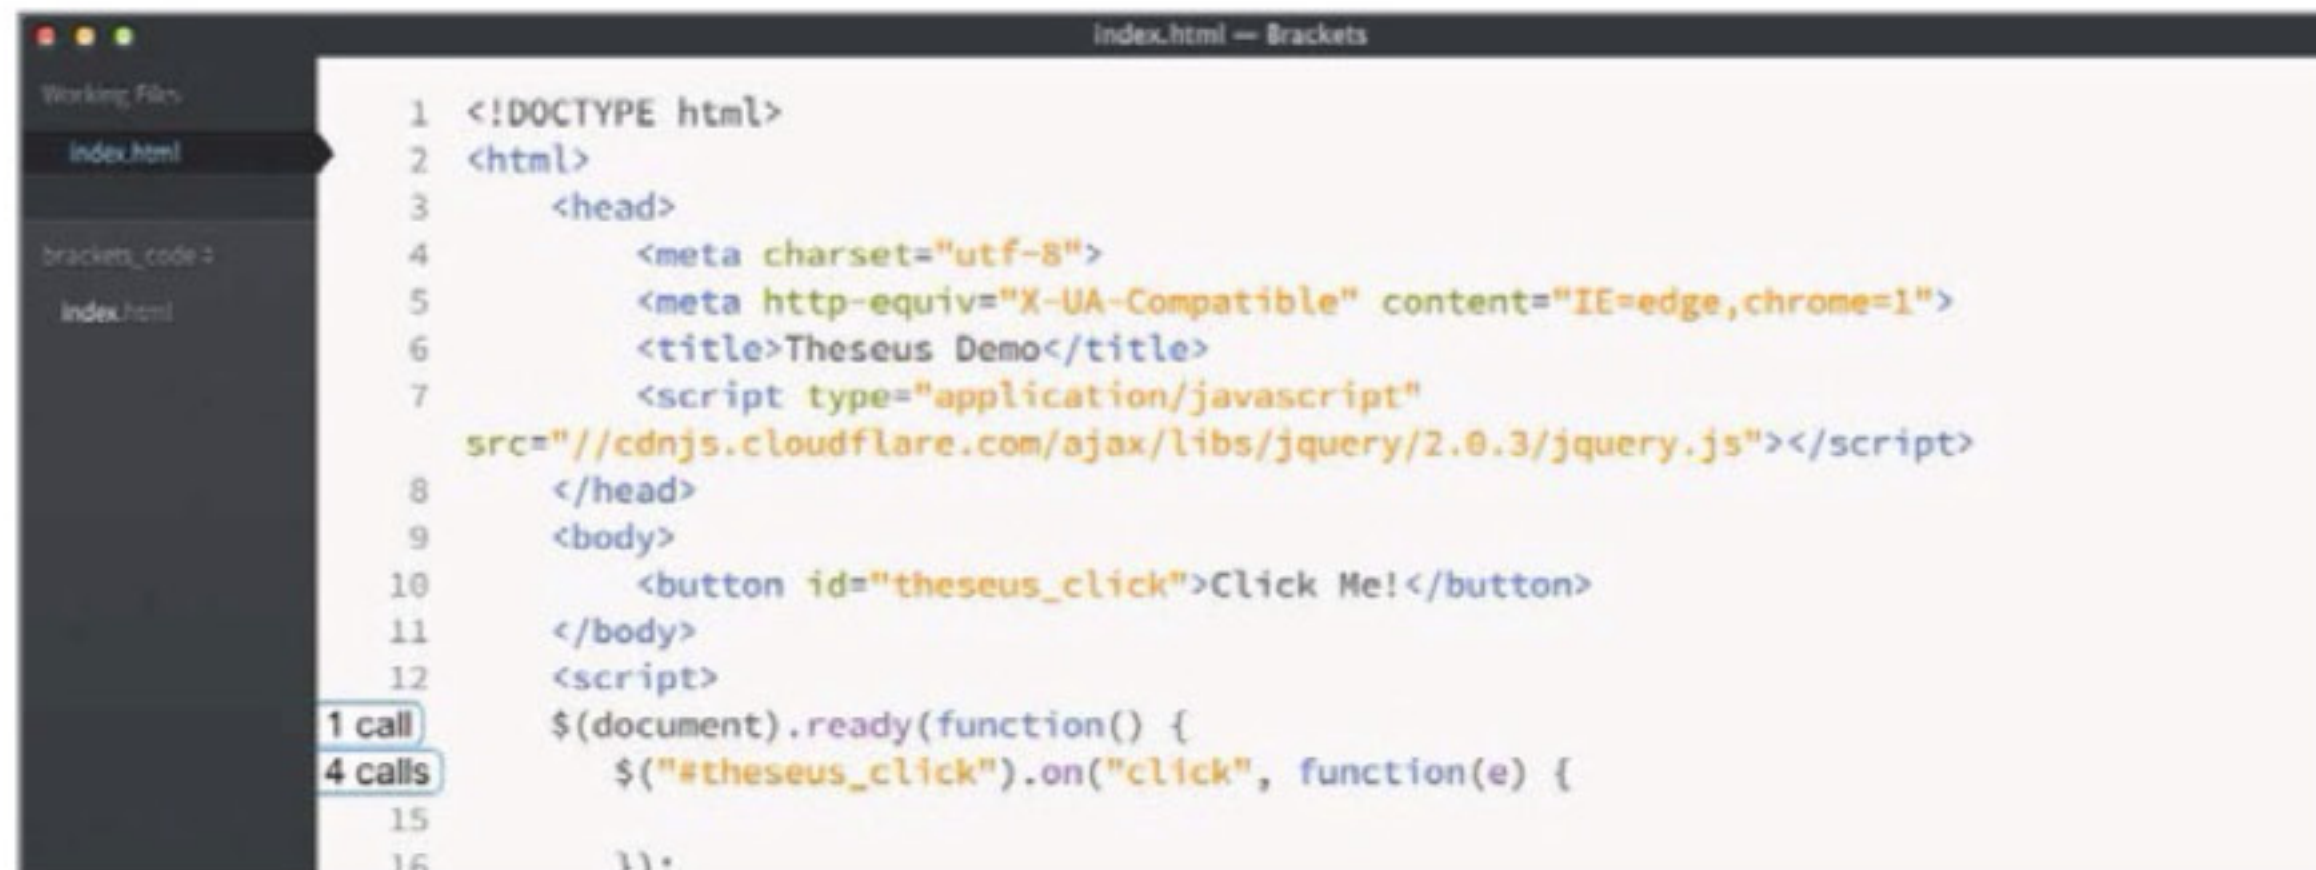 index.html — Brackets
Working Files
index.html
brackets_code
index.html
1 <!DOCTYPE html>
2 <html>
3 <head>
4 <meta charset="utf-8">
5 <meta http-equiv="X-UA-Compatible" content="IE=edge,chrome=1">
6 <title>Theseus Demo</title>
7 <script type="application/javascript"
src="//cdnjs.cloudflare.com/ajax/libs/jquery/2.0.3/jquery.js"></script>
8 </head>
9 <body>
10 <button id="theseus_click">Click Me!</button>
11 </body>
12 <script>
1 call $(document).ready(function() {
4 calls $("#theseus_click").on("click", function(e) {
15
16 });